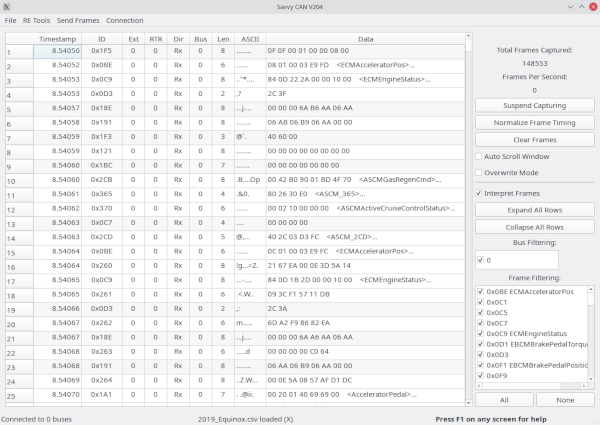 Savvy CAN V204
File RE Tools Send Frames Connection
Timestamp ID Ext RTR Dir Bus Len ASCII Data
1 8.54050 0x1F5 0 0 Rx 0 8 ........ 0F 0F 00 01 00 00 08 00
2 8.54052 0x0BE 0 0 Rx 0 6 ...... 08 01 00 03 E9 FD <ECMAcceleratorPos>...
3 8.54053 0x0C9 0 0 Rx 0 8 .."*.... 84 0D 22 2A 00 00 10 00 <ECMEngineStatus>...
4 8.54054 0x0D3 0 0 Rx 0 2 ,? 2C 3F
5 8.54057 0x18E 0 0 Rx 0 8 ...j.... 00 00 00 6A B6 AA 06 AA
6 8.54058 0x191 0 0 Rx 0 8 ........ 06 AB 06 B9 06 AA 00 00
7 8.54059 0x1F3 0 0 Rx 0 3 @`. 40 60 00
8 8.54059 0x121 0 0 Rx 0 8 ........ 00 00 00 00 00 00 00 00
9 8.54060 0x1BC 0 0 Rx 0 7 ....... 00 00 00 00 00 00 00
10 8.54060 0x2CB 0 0 Rx 0 8 .B....Op 00 42 B0 90 01 BD 4F 70 <ASCMGasRegenCmd>...
11 8.54061 0x365 0 0 Rx 0 4 .&0. 80 26 30 E0 <ASCM_365>...
12 8.54062 0x370 0 0 Rx 0 6 ...... 00 02 10 00 00 00 <ASCMActiveCruiseControlStatus>...
13 8.54063 0x0C7 0 0 Rx 0 4 .... 00 00 00 00
14 8.54063 0x2CD 0 0 Rx 0 5 @,... 40 2C 03 D3 FC <ASCM_2CD>...
15 8.54064 0x0BE 0 0 Rx 0 6 ...... 0C 01 00 03 E9 FC <ECMAcceleratorPos>...
16 8.54064 0x260 0 0 Rx 0 8 !g...=Z. 21 67 EA 00 0E 3D 5A 14
17 8.54065 0x0C9 0 0 Rx 0 8 ...-.... 84 0D 1B 2D 00 00 10 00 <ECMEngineStatus>...
18 8.54065 0x261 0 0 Rx 0 6 .<.W.. 09 3C F1 57 11 DB
19 8.54066 0x0D3 0 0 Rx 0 2 ,: 2C 3A
20 8.54067 0x262 0 0 Rx 0 6 m..... 6D A2 F9 86 82 EA
21 8.54067 0x18E 0 0 Rx 0 8 ...j.... 00 00 00 6A A6 AA 06 AA
22 8.54068 0x263 0 0 Rx 0 6 .....d 00 00 00 00 C0 64
23 8.54068 0x191 0 0 Rx 0 8 ........ 06 AA 06 B9 06 AA 00 00
24 8.54069 0x264 0 0 Rx 0 8 ..Z.W... 00 0E 5A 08 57 AF D1 DC
25 8.54070 0x1A1 0 0 Rx 0 7 . .@ii. 00 20 01 40 69 69 00 <AcceleratorPedal>...
Total Frames Captured:
148553
Frames Per Second:
0
Suspend Capturing
Normalize Frame Timing
Clear Frames
Auto Scroll Window
Overwrite Mode
Interpret Frames
Expand All Rows
Collapse All Rows
Bus Filtering:
0
Frame Filtering:
0x0BE ECMAcceleratorPos
0x0C1
0x0C5
0x0C7
0x0C9 ECMEngineStatus
0x0D1 EBCMBrakePedalTorqu
0x0D3
0x0F1 EBCMBrakePedalPositio
0x0F9
All None
Connected to 0 buses 2019_Equinox.csv loaded (X) Press F1 on any screen for help